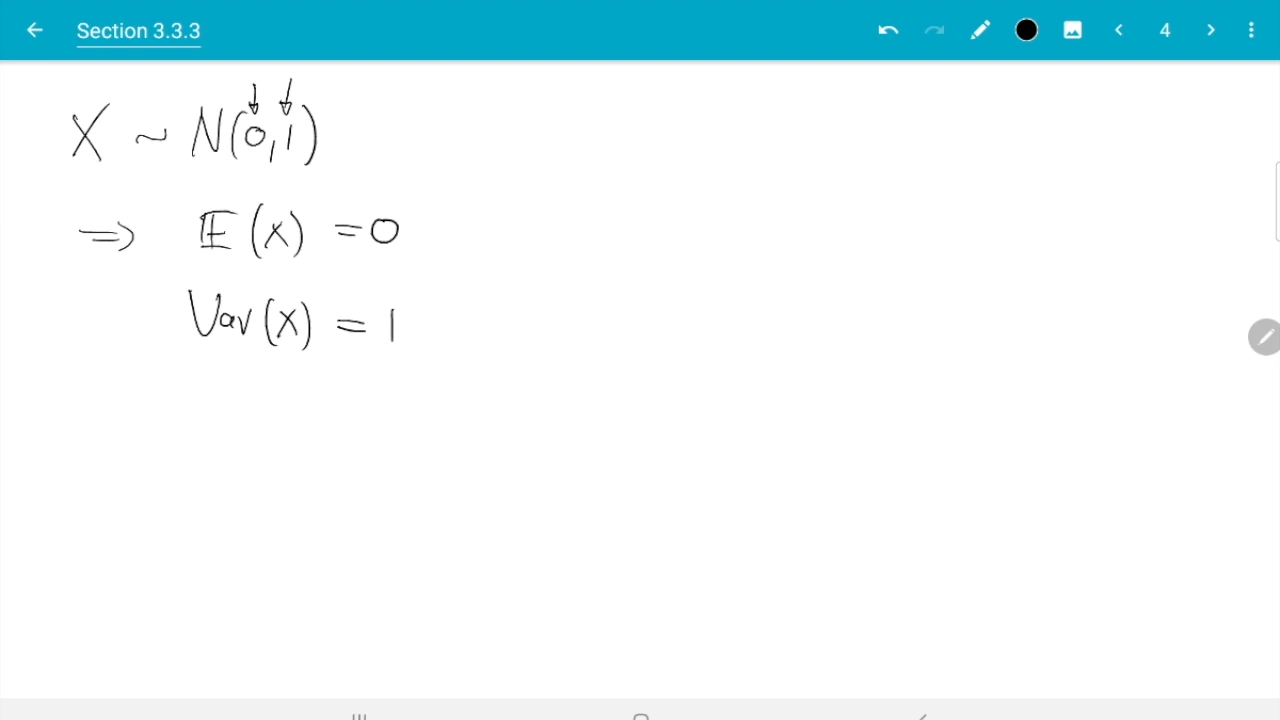 Section 3.3.3
4
X ~ N(0,1)
⇒ 𝔼(X) = 0
Var(X) = 1